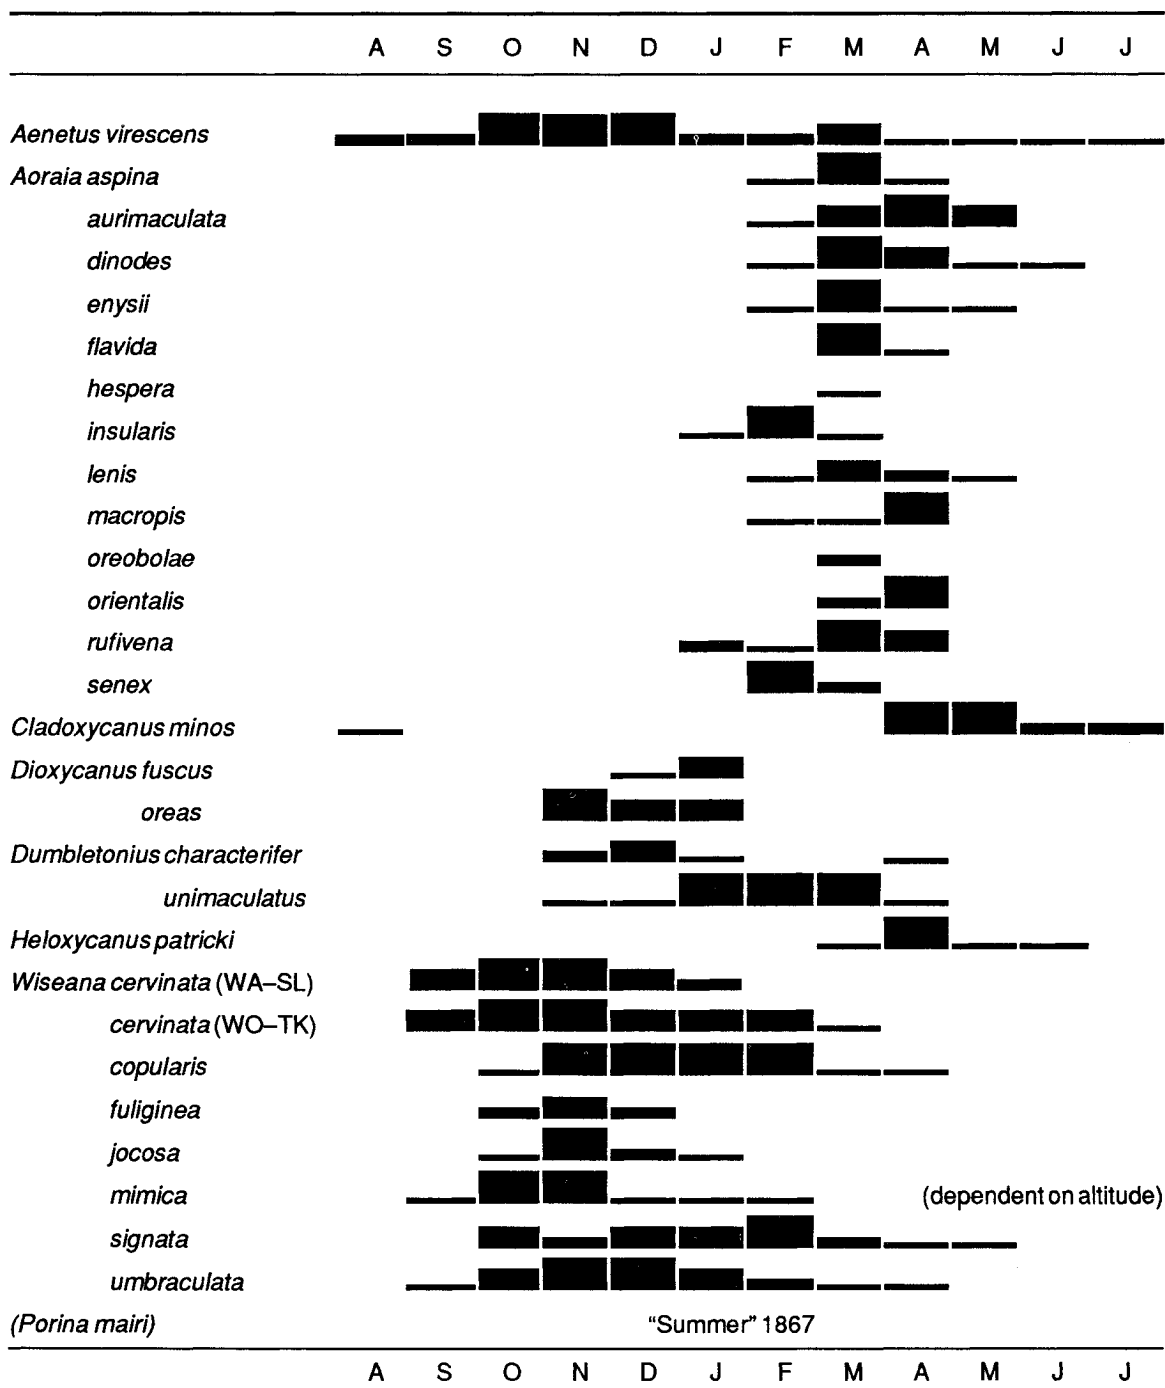 A S O N D J F M A M J J
Aenetus virescens
Aoraia aspina
aurimaculata
dinodes
enysii
flavida
hespera
insularis
lenis
macropis
oreobolae
orientalis
rufivena
senex
Cladoxycanus minos
Dioxycanus fuscus
oreas
Dumbletonius characterifer
unimaculatus
Heloxycanus patricki
Wiseana cervinata (WA–SL)
cervinata (WO–TK)
copularis
fuliginea
jocosa
mimica (dependent on altitude)
signata
umbraculata
(Porina mairi) “Summer” 1867
A S O N D J F M A M J J